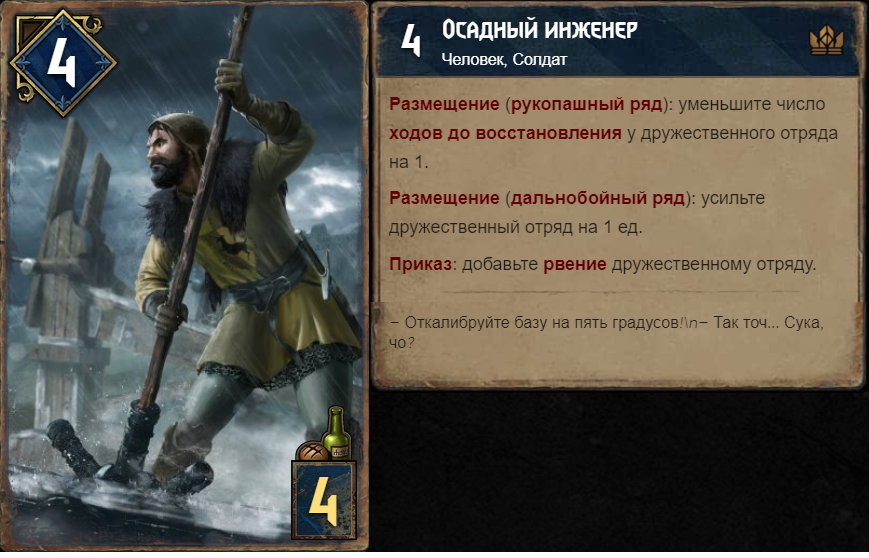 4
4
Осадный инженер
Человек, Солдат
Размещение (рукопашный ряд): уменьшите число
ходов до восстановления у дружественного отряда
на 1.
Размещение (дальнобойный ряд): усильте
дружественный отряд на 1 ед.
Приказ: добавьте рвение дружественному отряду.
– Откалибруйте базу на пять градусов!\n– Так точ... Сука,
чо?
4